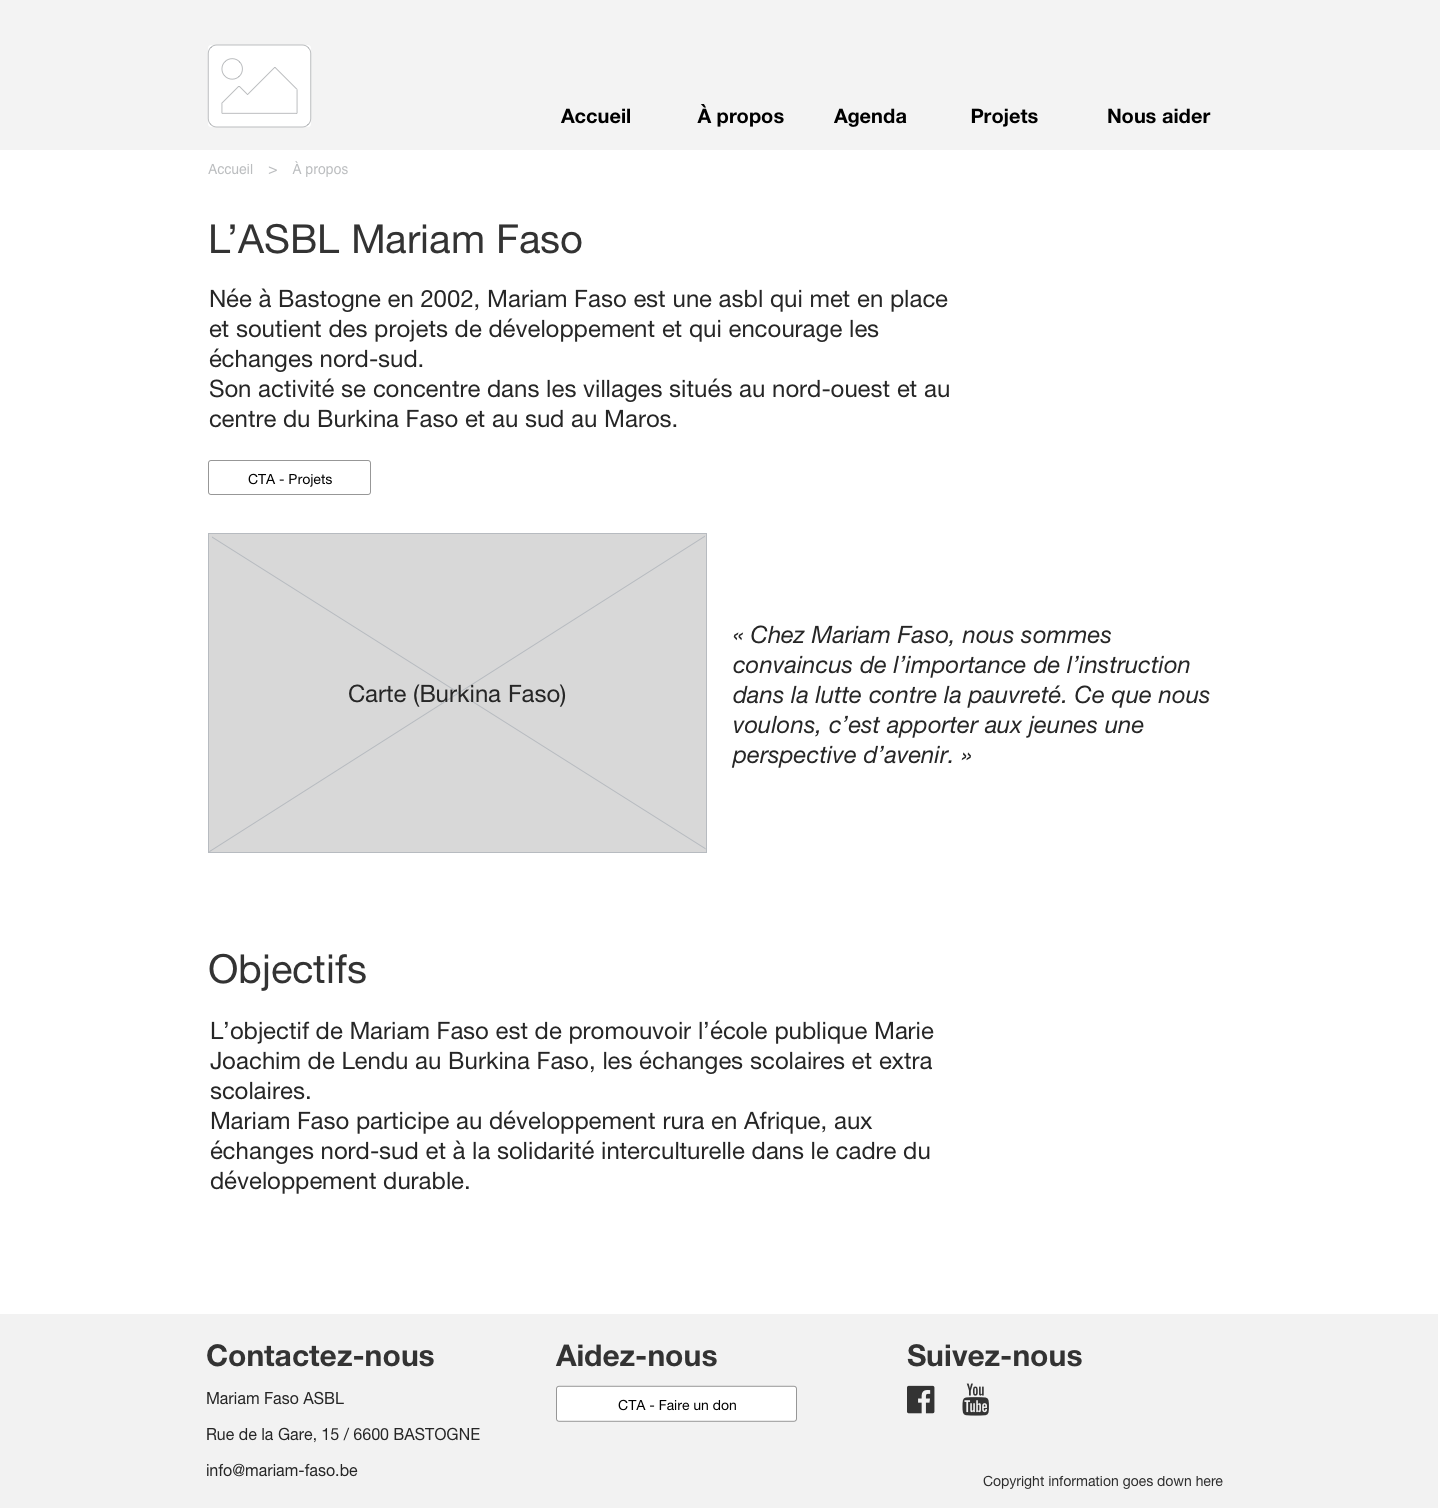 Accueil À propos Agenda Projets Nous aider
Accueil > À propos
L’ASBL Mariam Faso
Née à Bastogne en 2002, Mariam Faso est une asbl qui met en place
et soutient des projets de développement et qui encourage les
échanges nord-sud.
Son activité se concentre dans les villages situés au nord-ouest et au
centre du Burkina Faso et au sud au Maros.
CTA - Projets
Carte (Burkina Faso)
« Chez Mariam Faso, nous sommes
convaincus de l’importance de l’instruction
dans la lutte contre la pauvreté. Ce que nous
voulons, c’est apporter aux jeunes une
perspective d’avenir. »
Objectifs
L’objectif de Mariam Faso est de promouvoir l’école publique Marie
Joachim de Lendu au Burkina Faso, les échanges scolaires et extra
scolaires.
Mariam Faso participe au développement rura en Afrique, aux
échanges nord-sud et à la solidarité interculturelle dans le cadre du
développement durable.
Contactez-nous
Mariam Faso ASBL
Rue de la Gare, 15 / 6600 BASTOGNE
info@mariam-faso.be
Aidez-nous
CTA - Faire un don
Suivez-nous
f
You
Tube
Copyright information goes down here